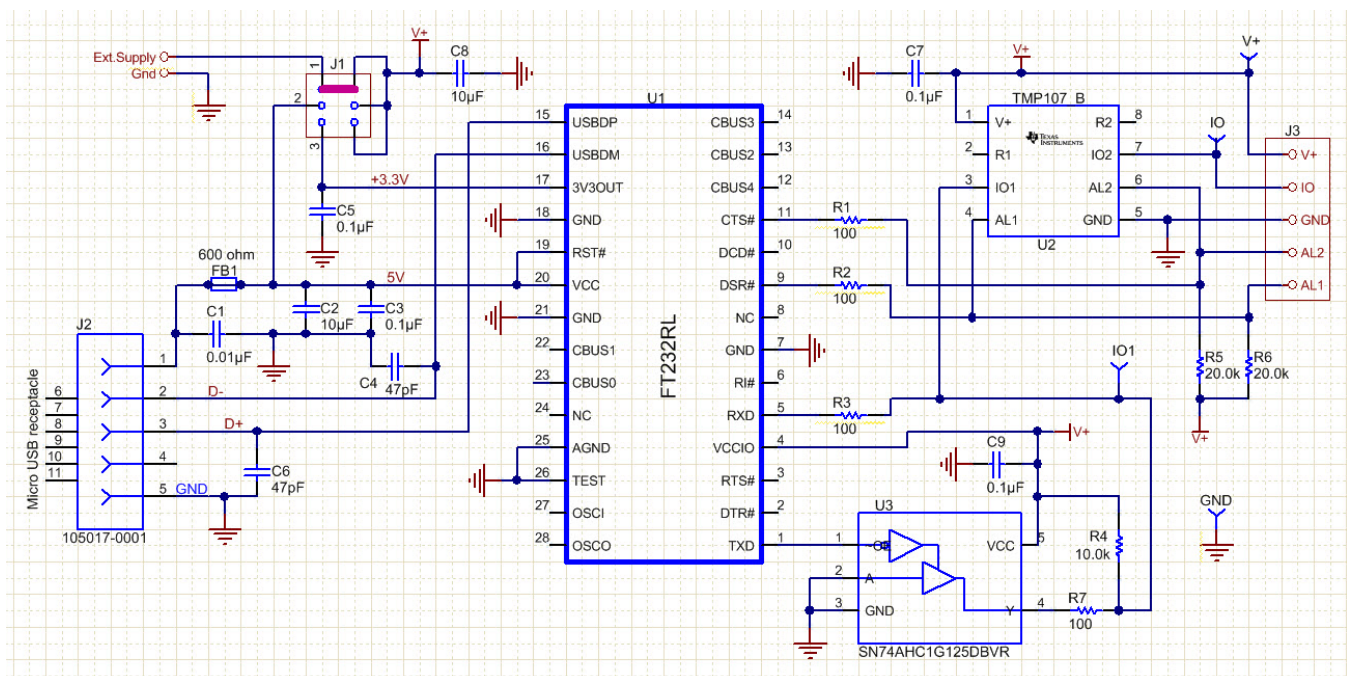 Ext.Supply
Gnd
J1
1
2
3
V+
C8
10µF
+3.3V
C5
0.1µF
600 ohm
FB1
5V
C1
0.01µF
C2
10µF
C3
0.1µF
C4
47pF
J2
Micro USB receptacle
6
7
8
9
10
11
1
2
3
4
5
D-
D+
GND
C6
47pF
105017-0001
U1
FT232RL
15 USBDP
16 USBDM
17 3V3OUT
18 GND
19 RST#
20 VCC
21 GND
22 CBUS1
23 CBUS0
24 NC
25 AGND
26 TEST
27 OSCI
28 OSCO
CBUS3 14
CBUS2 13
CBUS4 12
CTS# 11
DCD# 10
DSR# 9
NC 8
GND 7
RI# 6
RXD 5
VCCIO 4
RTS# 3
DTR# 2
TXD 1
R1
100
R2
100
R3
100
C7
0.1µF
V+
TMP107_B
1 V+
2 R1
3 IO1
4 AL1
R2 8
IO2 7
AL2 6
GND 5
TEXAS
INSTRUMENTS
U2
V+
IO
J3
V+
IO
GND
AL2
AL1
R5
20.0k
R6
20.0k
V+
IO1
V+
C9
0.1µF
U3
1
2 A
3 GND
VCC 5
Y 4
SN74AHC1G125DBVR
R4
10.0k
R7
100
GND